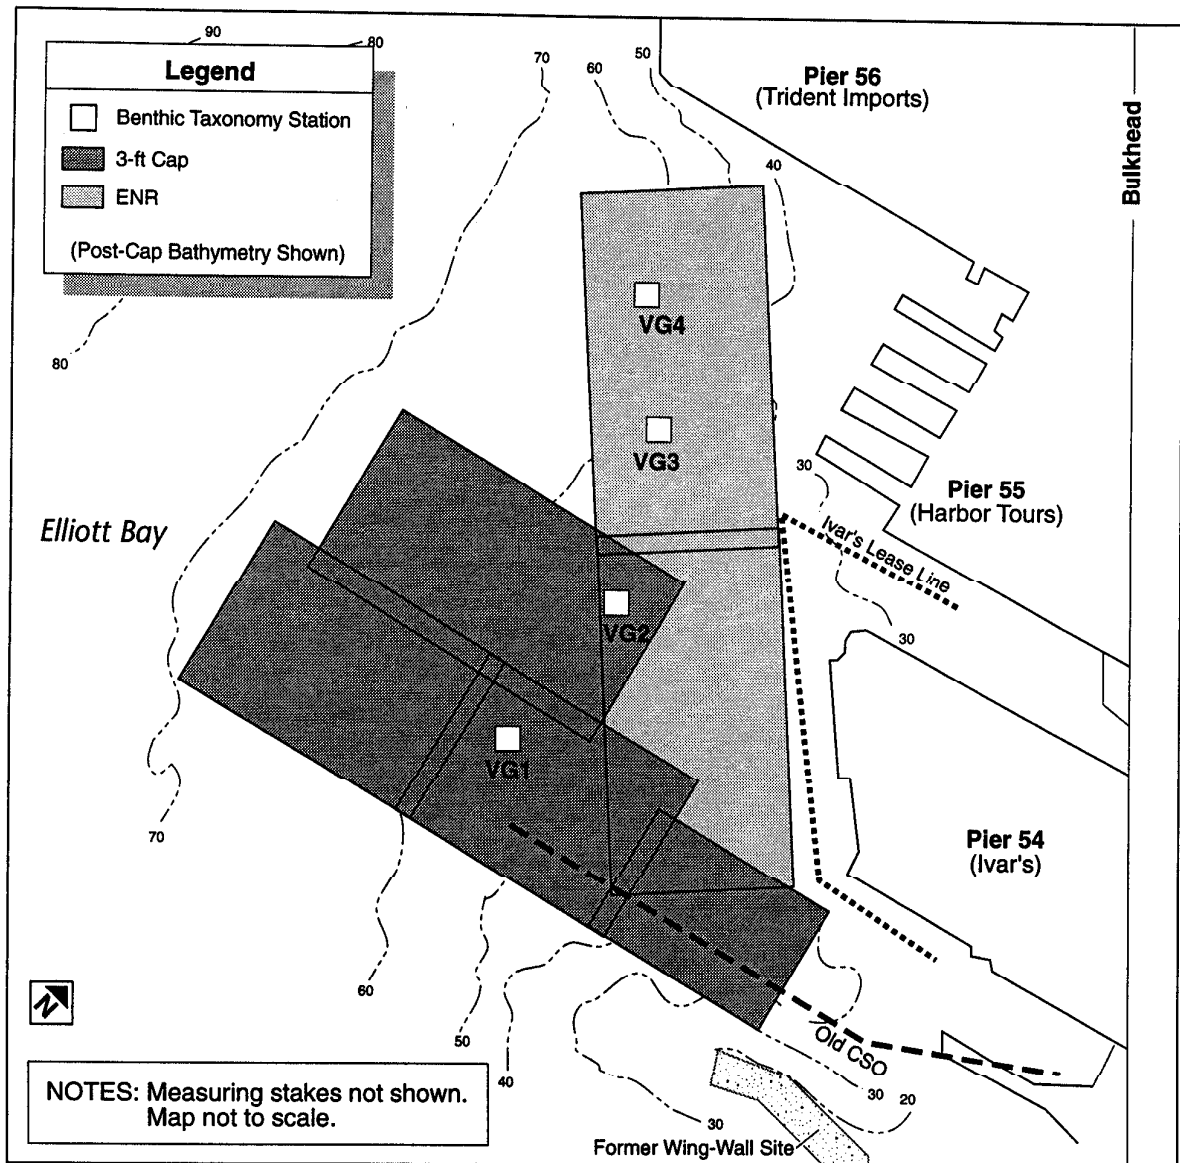 90
80
70
60
50
40
Legend
Benthic Taxonomy Station
3-ft Cap
ENR
(Post-Cap Bathymetry Shown)
Pier 56
(Trident Imports)
Bulkhead
80
VG4
VG3
30
Pier 55
(Harbor Tours)
Ivar's Lease Line
Elliott Bay
VG2
30
VG1
70
Pier 54
(Ivar's)
60
50
40
N
Old CSO
30
20
30
NOTES: Measuring stakes not shown.
Map not to scale.
Former Wing-Wall Site